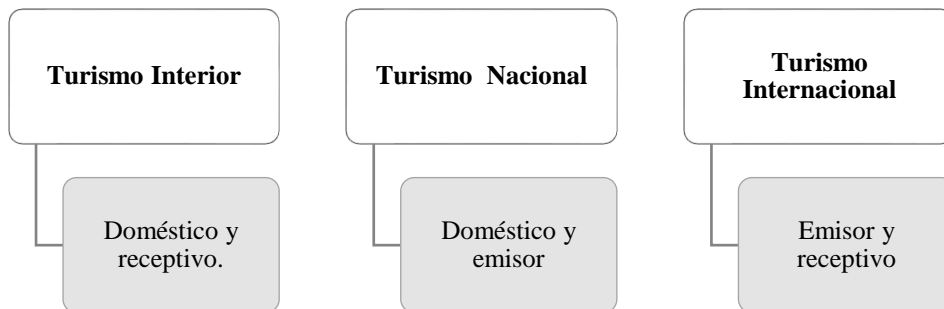 Turismo Interior
Doméstico y
receptivo.
Turismo Nacional
Doméstico y
emisor
Turismo
Internacional
Emisor y
receptivo